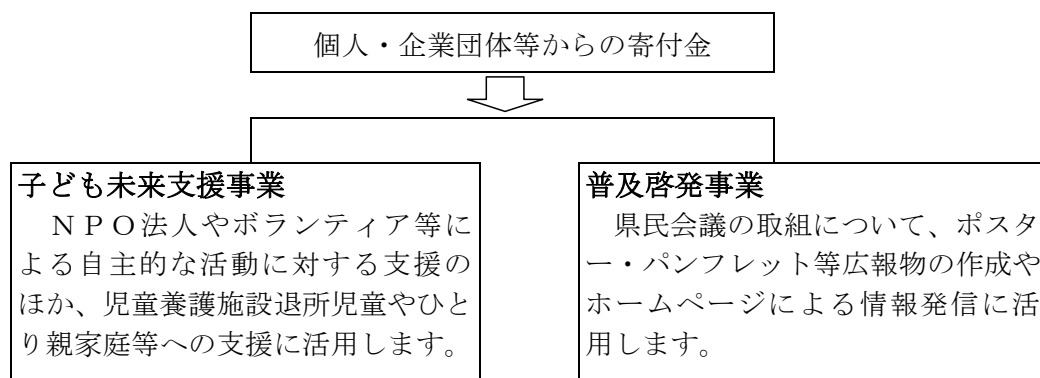 個人・企業団体等からの寄付金
子ども未来支援事業
ＮＰＯ法人やボランティア等に
よる自主的な活動に対する支援の
ほか、児童養護施設退所児童やひと
り親家庭等への支援に活用します。
普及啓発事業
県民会議の取組について、ポスタ
ー・パンフレット等広報物の作成や
ホームページによる情報発信に活
用します。